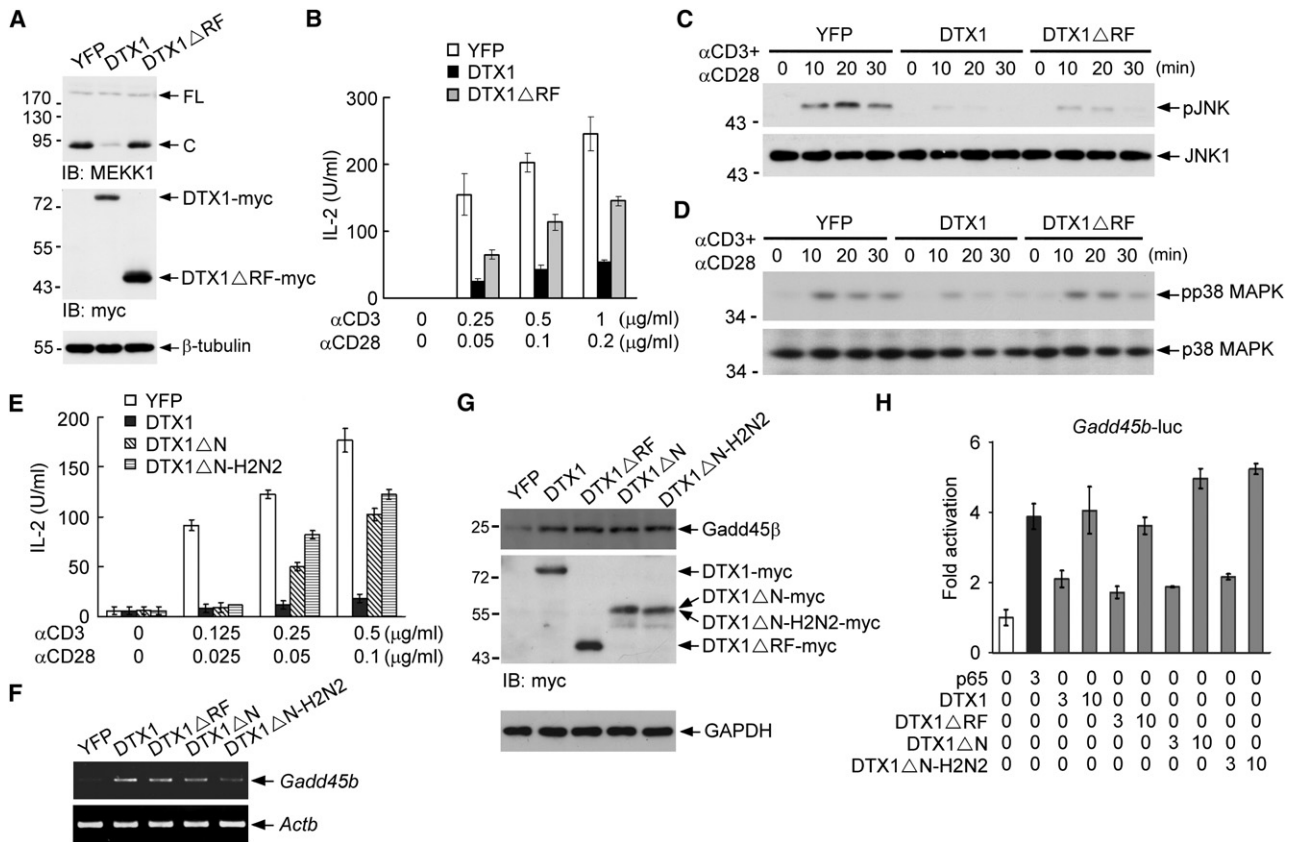 A
YFP
DTX1
DTX1△RF
170
130
95
FL
C
IB: MEKK1
72
55
43
DTX1-myc
DTX1△RF-myc
IB: myc
55
β-tubulin
B
YFP
DTX1
DTX1△RF
IL-2 (U/ml)
300
200
100
0
αCD3 0 0.25 0.5 1 (μg/ml)
αCD28 0 0.05 0.1 0.2 (μg/ml)
C
YFP DTX1 DTX1△RF
αCD3+
αCD28 0 10 20 30 0 10 20 30 0 10 20 30 (min)
pJNK
43
JNK1
43
D
YFP DTX1 DTX1△RF
αCD3+
αCD28 0 10 20 30 0 10 20 30 0 10 20 30 (min)
pp38 MAPK
34
p38 MAPK
34
E
YFP
DTX1
DTX1△N
DTX1△N-H2N2
IL-2 (U/ml)
200
150
100
50
0
αCD3 0 0.125 0.25 0.5 (μg/ml)
αCD28 0 0.025 0.05 0.1 (μg/ml)
F
YFP
DTX1
DTX1△RF
DTX1△N
DTX1△N-H2N2
Gadd45b
Actb
G
YFP
DTX1
DTX1△RF
DTX1△N
DTX1△N-H2N2
25
Gadd45β
72
55
43
DTX1-myc
DTX1△N-myc
DTX1△N-H2N2-myc
DTX1△RF-myc
IB: myc
GAPDH
H
Gadd45b-luc
Fold activation
6
4
2
0
p65 0 3 0 0 0 0 0 0 0 0
DTX1 0 0 3 10 0 0 0 0 0 0
DTX1△RF 0 0 0 0 3 10 0 0 0 0
DTX1△N 0 0 0 0 0 0 3 10 0 0
DTX1△N-H2N2 0 0 0 0 0 0 0 0 3 10